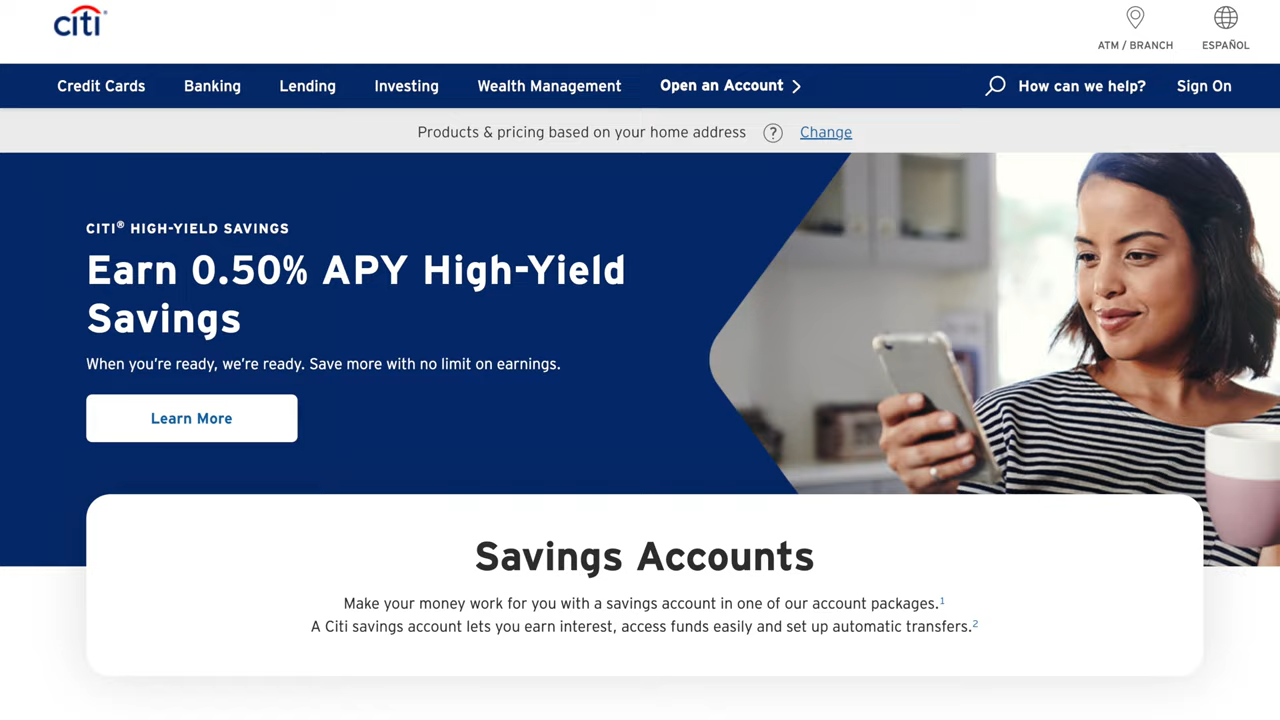 citi
ATM / BRANCH
ESPAÑOL
Credit Cards Banking Lending Investing Wealth Management Open an Account How can we help? Sign On
Products & pricing based on your home address ? Change
CITI® HIGH-YIELD SAVINGS
Earn 0.50% APY High-Yield
Savings
When you're ready, we're ready. Save more with no limit on earnings.
Learn More
Savings Accounts
Make your money work for you with a savings account in one of our account packages.¹
A Citi savings account lets you earn interest, access funds easily and set up automatic transfers.²